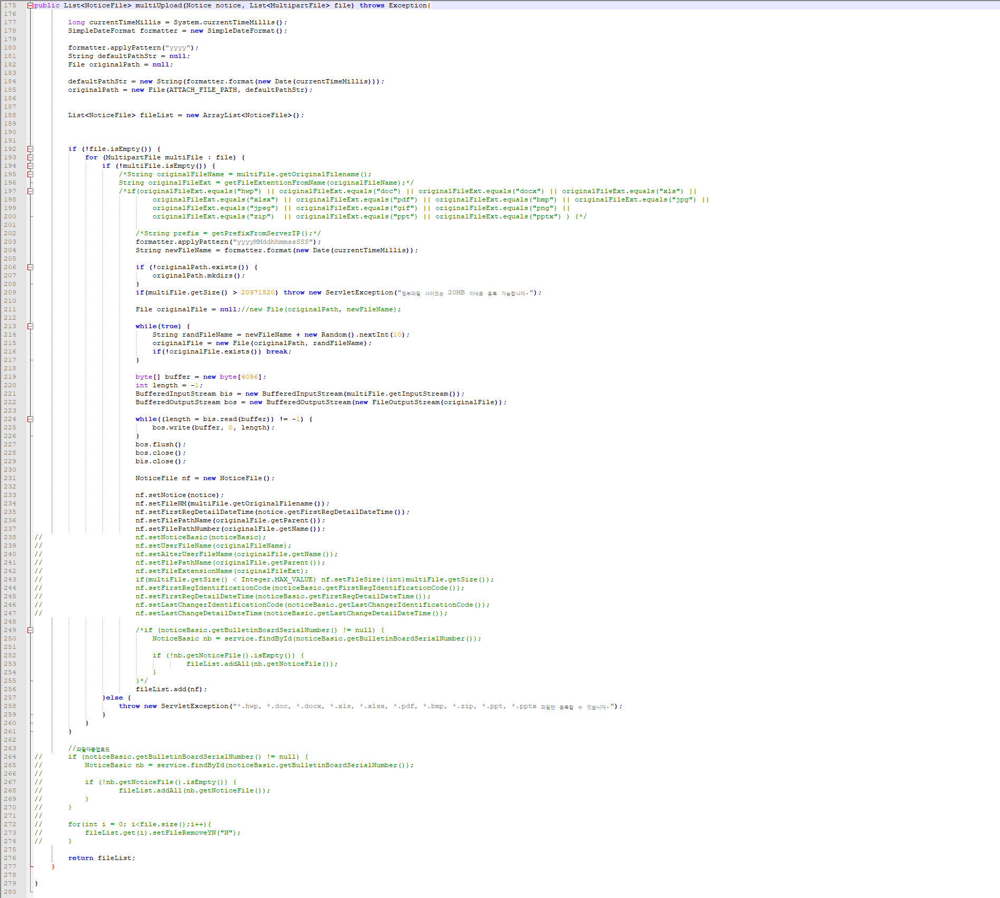 175 public List<NoticeFile> multiUpload(Notice notice, List<MultipartFile> file) throws Exception{
176
177 long currentTimeMillis = System.currentTimeMillis();
178 SimpleDateFormat formatter = new SimpleDateFormat();
179
180 formatter.applyPattern("yyyy");
181 String defaultPathStr = null;
182 File originalPath = null;
183
184 defaultPathStr = new String(formatter.format(new Date(currentTimeMillis)));
185 originalPath = new File(ATTACH_FILE_PATH, defaultPathStr);
186
187
188 List<NoticeFile> fileList = new ArrayList<NoticeFile>();
189
190
191
192 if (!file.isEmpty()) {
193 for (MultipartFile multiFile : file) {
194 if (!multiFile.isEmpty()) {
195 /*String originalFileName = multiFile.getOriginalFilename();
196 String originalFileExt = getFileExtentionFromName(originalFileName);*/
197 /*if(originalFileExt.equals("hwp") || originalFileExt.equals("doc") || originalFileExt.equals("docx") || originalFileExt.equals("xls") ||
198 originalFileExt.equals("xlsx") || originalFileExt.equals("pdf") || originalFileExt.equals("bmp") || originalFileExt.equals("jpg") ||
199 originalFileExt.equals("jpeg") || originalFileExt.equals("gif") || originalFileExt.equals("png") ||
200 originalFileExt.equals("zip")  || originalFileExt.equals("ppt") || originalFileExt.equals("pptx") ) {*/
201
202 /*String prefix = getPrefixFromServerIP();*/
203 formatter.applyPattern("yyyyMMddhhmmssSSS");
204 String newFileName = formatter.format(new Date(currentTimeMillis));
205
206 if (!originalPath.exists()) {
207 originalPath.mkdirs();
208 }
209 if(multiFile.getSize() > 20971520) throw new ServletException("첨부파일 사이즈는 20MB 이내로 등록 가능합니다.");
210
211 File originalFile = null;//new File(originalPath, newFileName);
212
213 while(true) {
214 String randFileName = newFileName + new Random().nextInt(10);
215 originalFile = new File(originalPath, randFileName);
216 if(!originalFile.exists()) break;
217 }
218
219 byte[] buffer = new byte[4096];
220 int length = -1;
221 BufferedInputStream bis = new BufferedInputStream(multiFile.getInputStream());
222 BufferedOutputStream bos = new BufferedOutputStream(new FileOutputStream(originalFile));
223
224 while((length = bis.read(buffer)) != -1) {
225 bos.write(buffer, 0, length);
226 }
227 bos.flush();
228 bos.close();
229 bis.close();
230
231 NoticeFile nf = new NoticeFile();
232
233 nf.setNotice(notice);
234 nf.setFileNM(multiFile.getOriginalFilename());
235 nf.setFirstRegDetailDateTime(notice.getFirstRegDetailDateTime());
236 nf.setFilePathName(originalFile.getParent());
237 nf.setFilePathNumber(originalFile.getName());
238 // nf.setNoticeBasic(noticeBasic);
239 // nf.setUserFileName(originalFileName);
240 // nf.setAlterUserFileName(originalFile.getName());
241 // nf.setFilePathName(originalFile.getParent());
242 // nf.setFileExtensionName(originalFileExt);
243 // if(multiFile.getSize() < Integer.MAX_VALUE) nf.setFileSize((int)multiFile.getSize());
244 // nf.setFirstRegIdentificationCode(noticeBasic.getFirstRegIdentificationCode());
245 // nf.setFirstRegDetailDateTime(noticeBasic.getFirstRegDetailDateTime());
246 // nf.setLastChangerIdentificationCode(noticeBasic.getLastChangerIdentificationCode());
247 // nf.setLastChangeDetailDateTime(noticeBasic.getLastChangeDetailDateTime());
248
249 /*if (noticeBasic.getBulletinBoardSerialNumber() != null) {
250 NoticeBasic nb = service.findById(noticeBasic.getBulletinBoardSerialNumber());
251
252 if (!nb.getNoticeFile().isEmpty()) {
253 fileList.addAll(nb.getNoticeFile());
254 }
255 }*/
256 fileList.add(nf);
257 }else {
258 throw new ServletException("*.hwp, *.doc, *.docx, *.xls, *.xlsx, *.pdf, *.bmp, *.zip, *.ppt, *.pptx 파일만 등록할 수 있습니다.");
259 }
260 }
261 }
262
263 //파일다중업로드
264 // if (noticeBasic.getBulletinBoardSerialNumber() != null) {
265 // NoticeBasic nb = service.findById(noticeBasic.getBulletinBoardSerialNumber());
266 //
267 // if (!nb.getNoticeFile().isEmpty()) {
268 // fileList.addAll(nb.getNoticeFile());
269 // }
270 // }
271 //
272 // for(int i = 0; i<file.size();i++){
273 // fileList.get(i).setFileRemoveYN("N");
274 // }
275
276 return fileList;
277 }
278
279 }
280